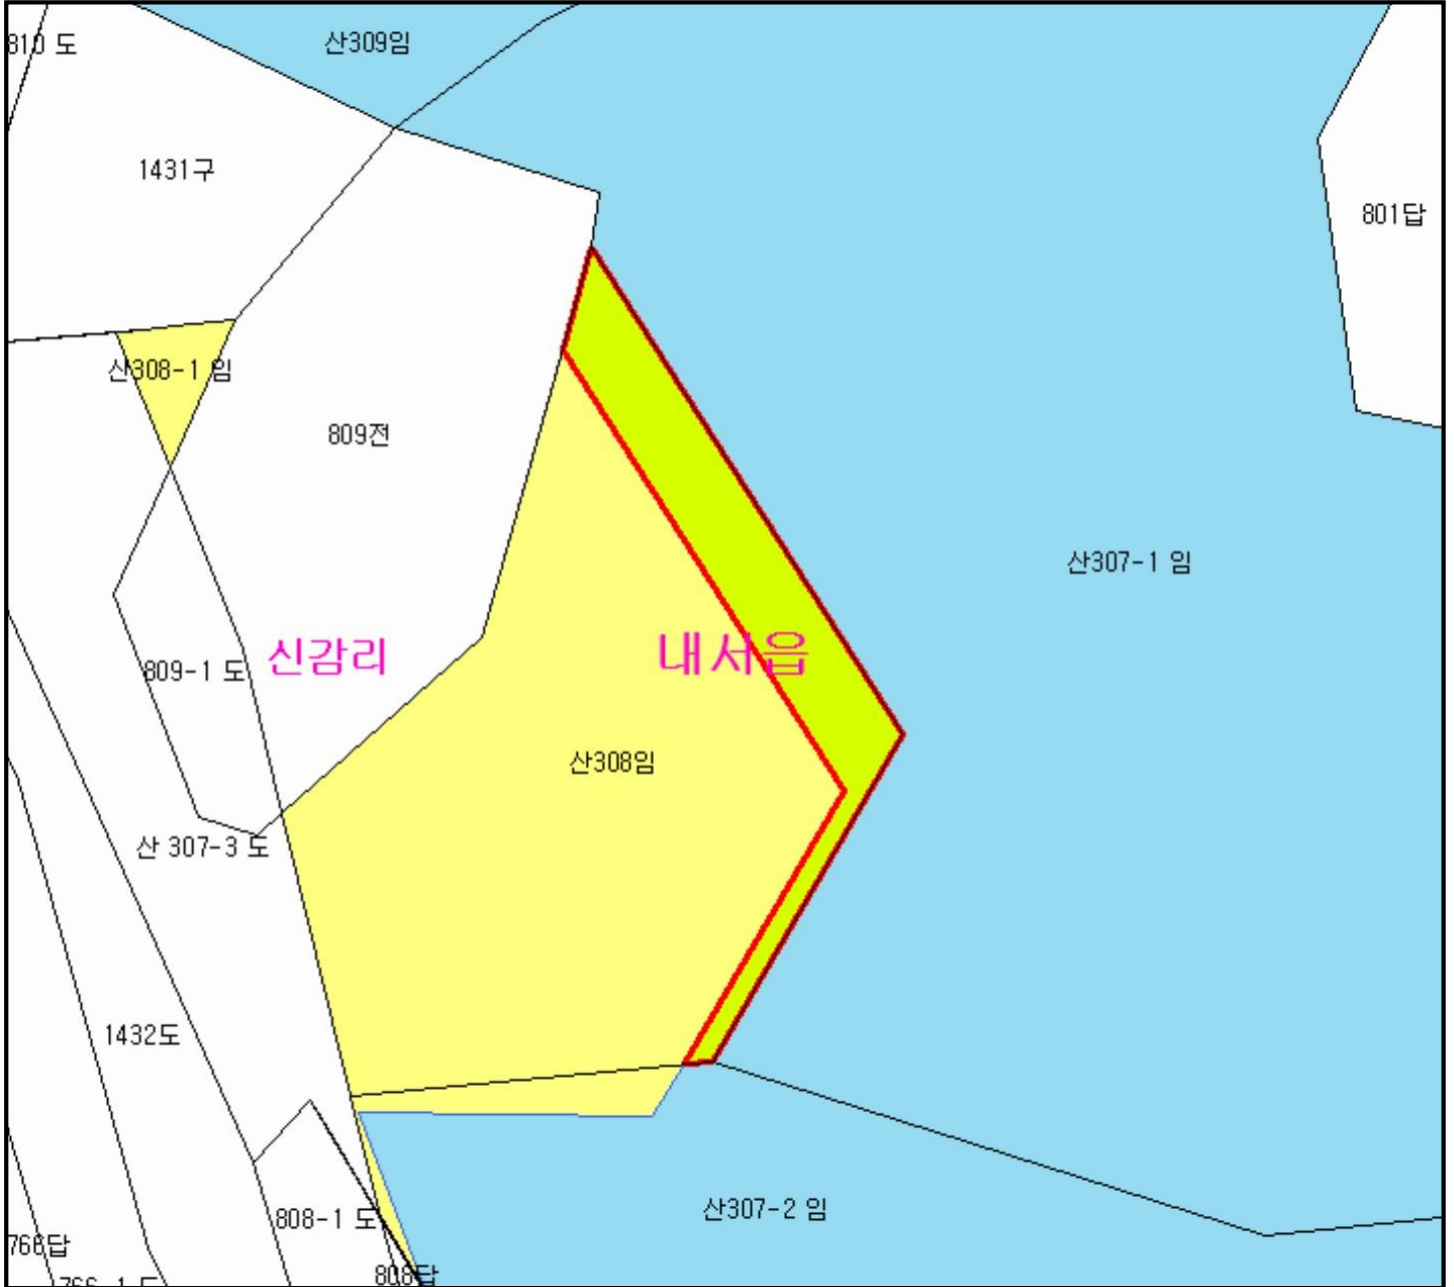 810 도
산309임
1431구
801답
산308-1 임
809전
산307-1 임
신감리
내서읍
809-1 도
산308임
산 307-3 도
1432도
산307-2 임
808-1 도
766답
808답
766-1 도